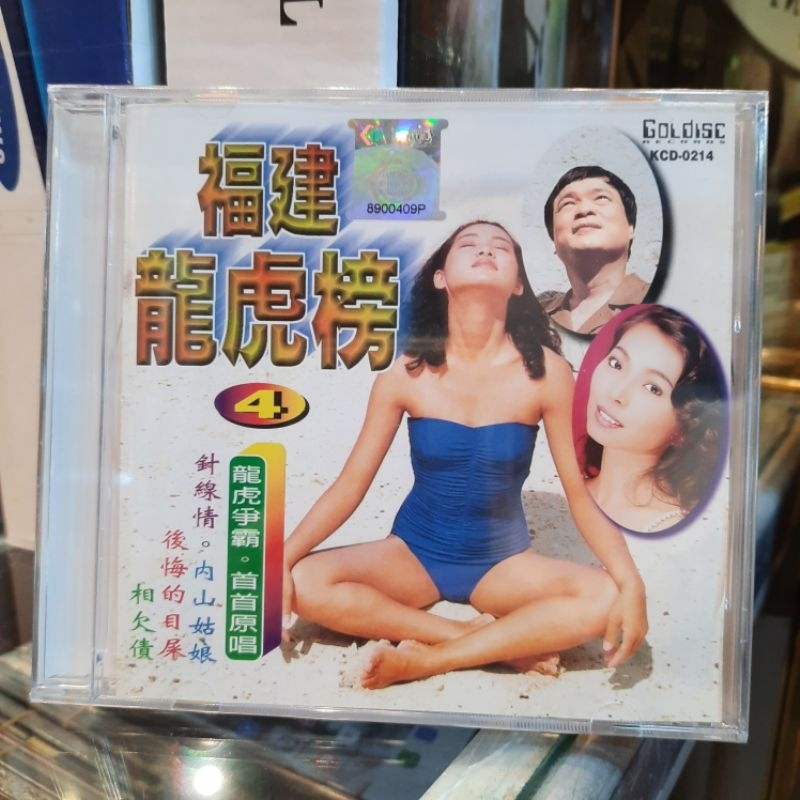 福建
龍虎榜
4
8900409P
GOLDISC
RECORDS
KCD-0214
龍虎爭霸。首首原唱
針線情。內山姑娘
後悔的目屎
相欠債